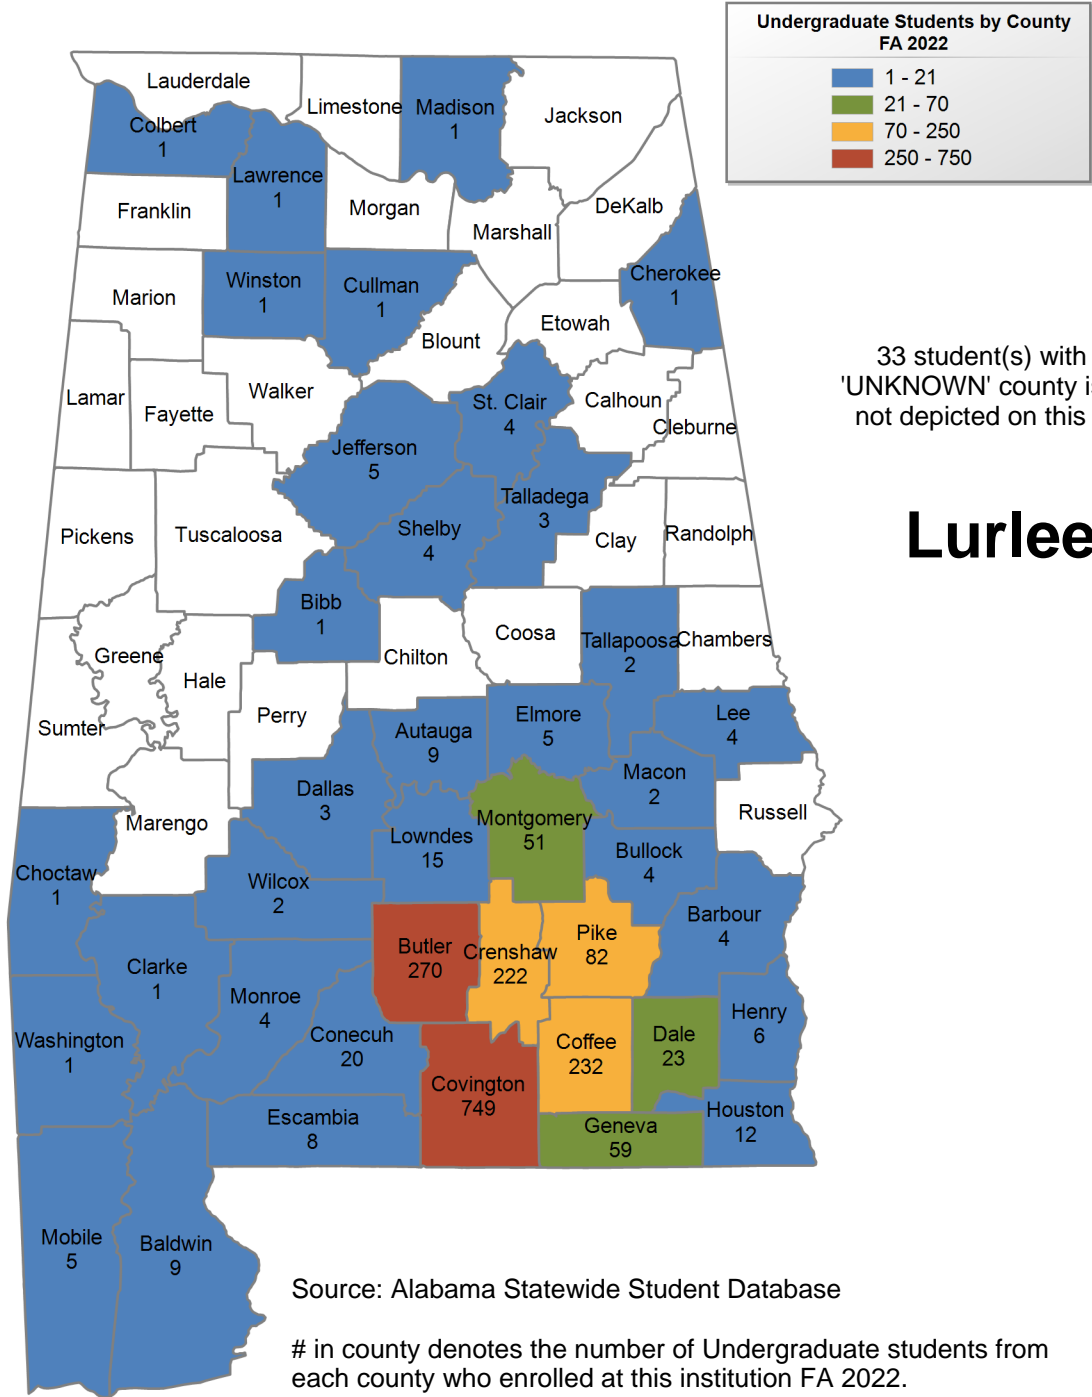 Undergraduate Students by County
FA 2022
1 - 21
21 - 70
70 - 250
250 - 750
Lauderdale
Limestone
Madison
1
Jackson
Colbert
1
Lawrence
1
Franklin
Morgan
Marshall
DeKalb
Cherokee
1
Marion
Winston
1
Cullman
1
Blount
Etowah
33 student(s) with
'UNKNOWN' county is
not depicted on this
Lamar
Fayette
Walker
St. Clair
4
Calhoun
Cleburne
Jefferson
5
Talladega
3
Pickens
Tuscaloosa
Shelby
4
Clay
Randolph
Lurlee
Bibb
1
Coosa
Tallapoosa
2
Chambers
Greene
Hale
Chilton
Sumter
Perry
Autauga
9
Elmore
5
Lee
4
Dallas
3
Macon
2
Marengo
Lowndes
15
Montgomery
51
Russell
Bullock
4
Choctaw
1
Wilcox
2
Barbour
4
Butler
270
Crenshaw
222
Pike
82
Clarke
1
Monroe
4
Conecuh
20
Henry
6
Washington
1
Coffee
232
Dale
23
Covington
749
Escambia
8
Geneva
59
Houston
12
Mobile
5
Baldwin
9
Source: Alabama Statewide Student Database
# in county denotes the number of Undergraduate students from
each county who enrolled at this institution FA 2022.